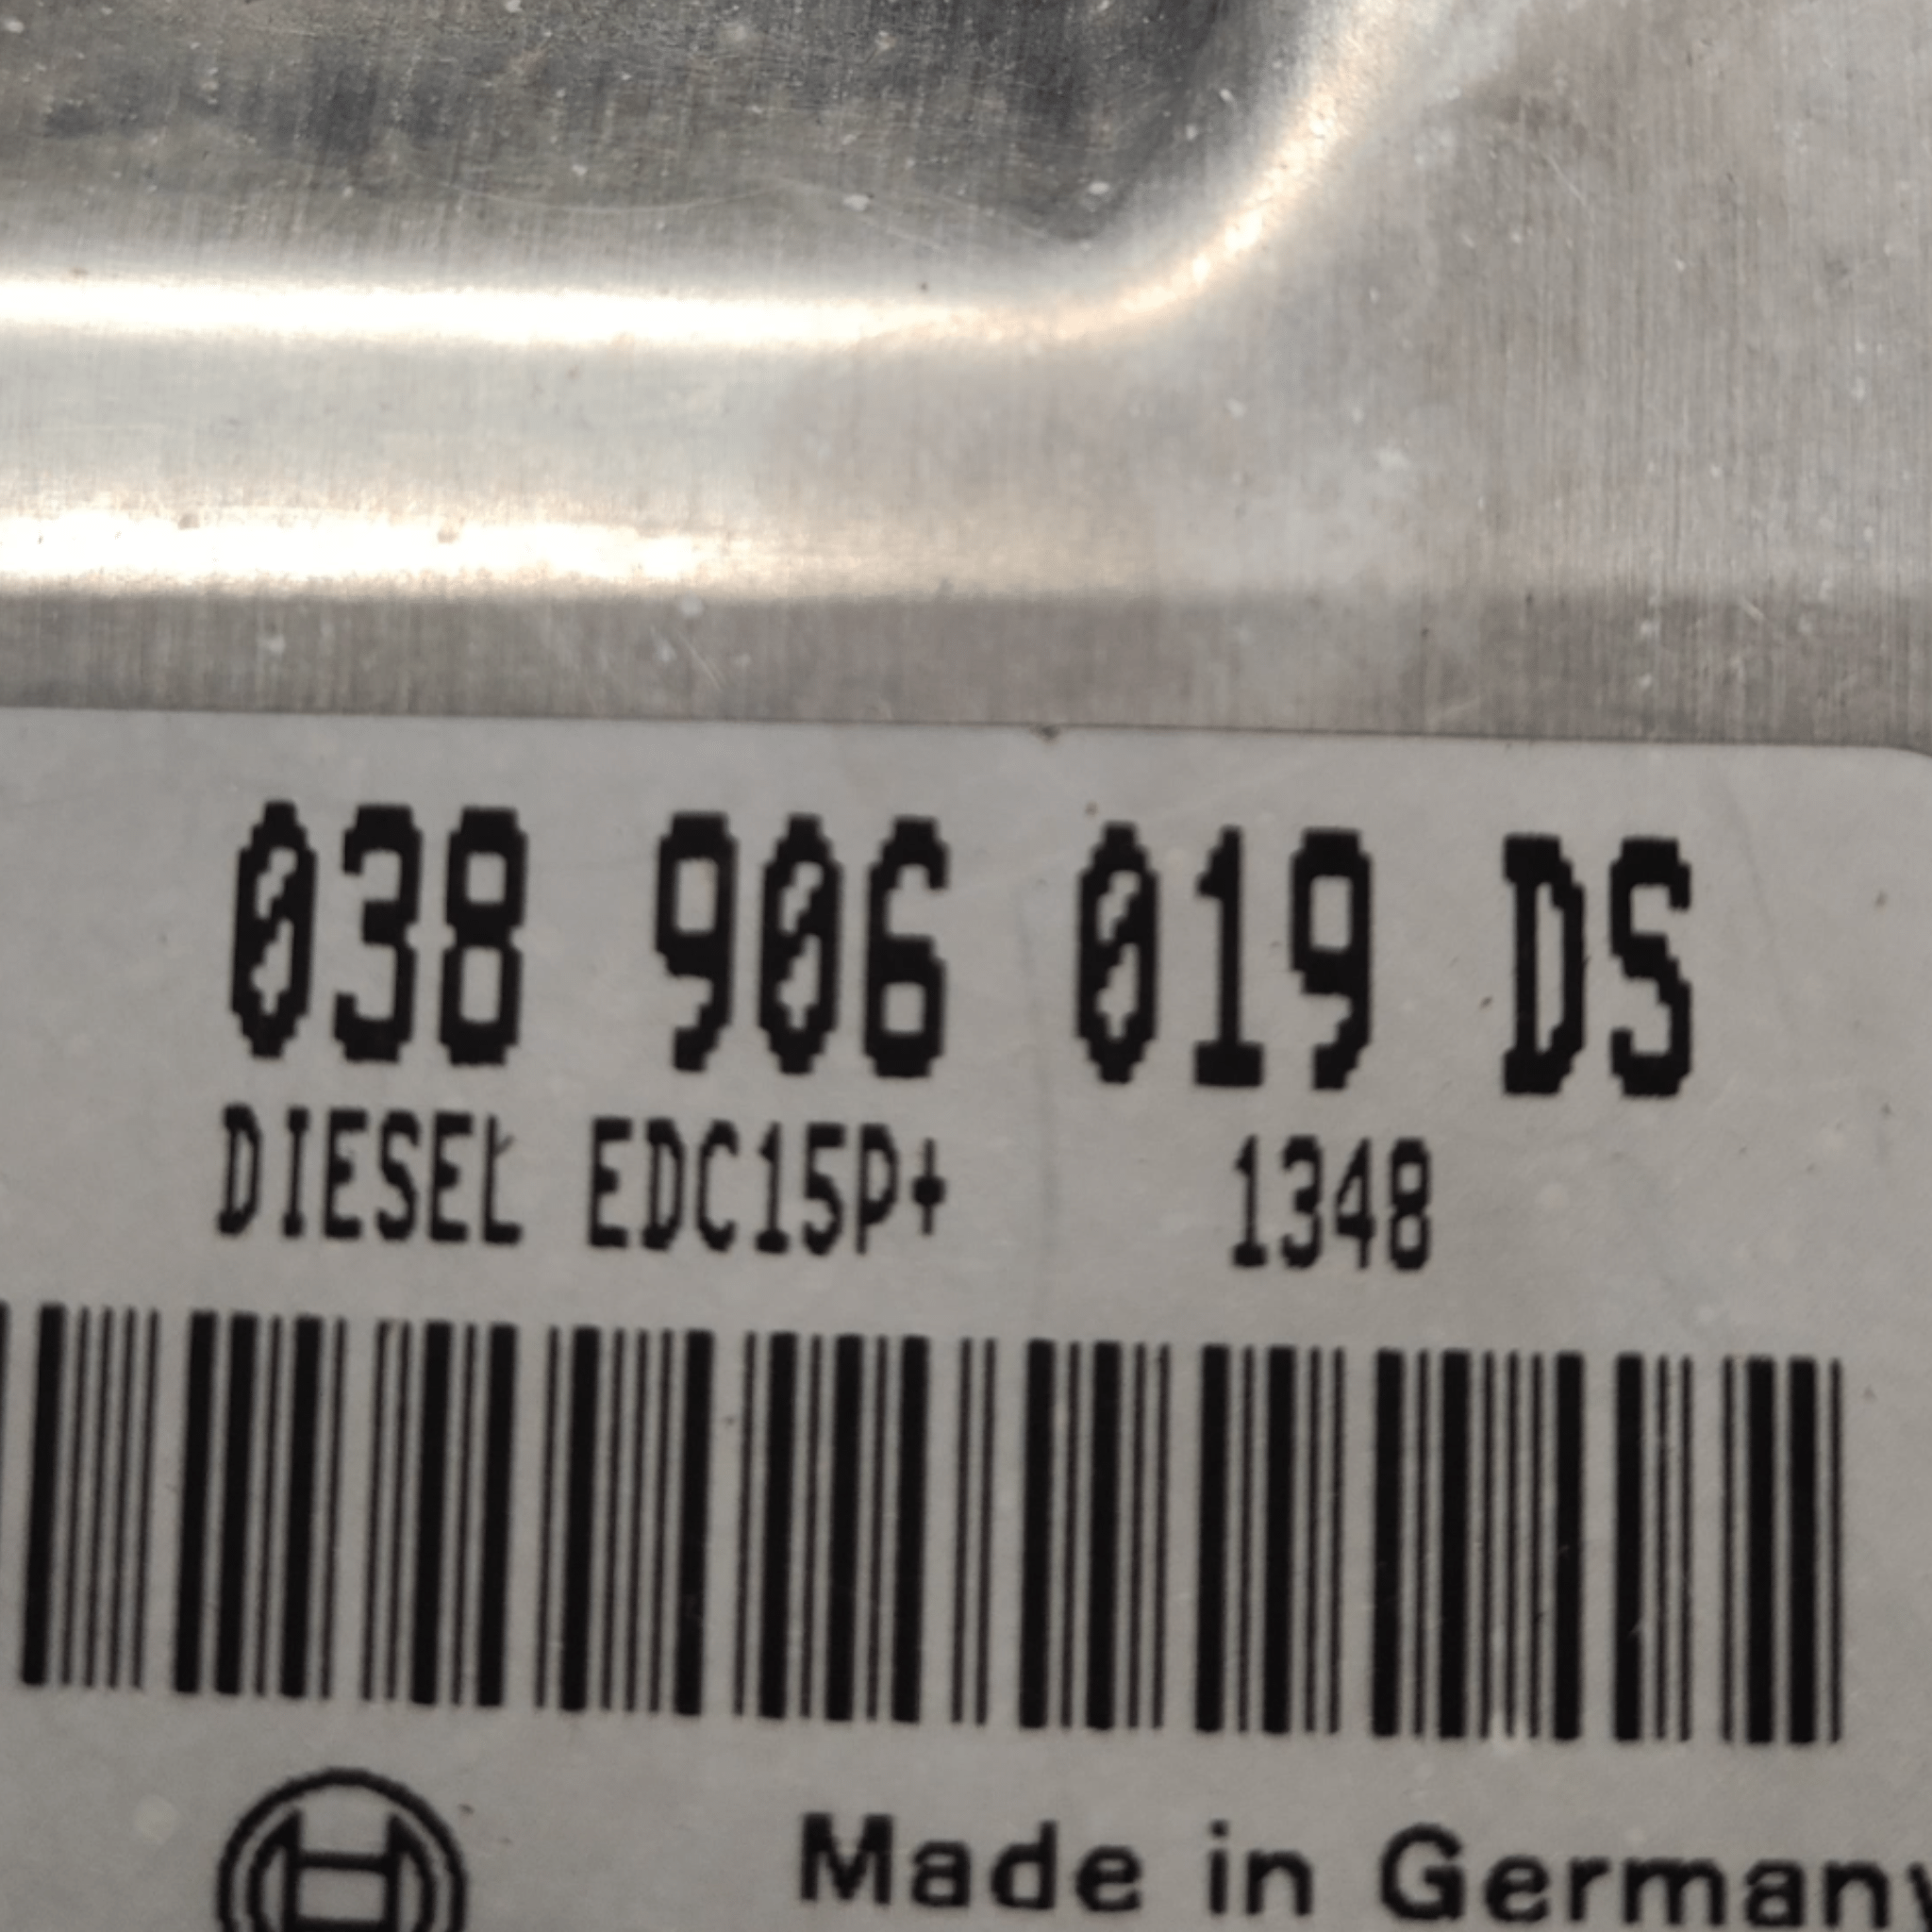 038 906 019 DS
DIESEL EDC15P+ 1348
Made in Germany